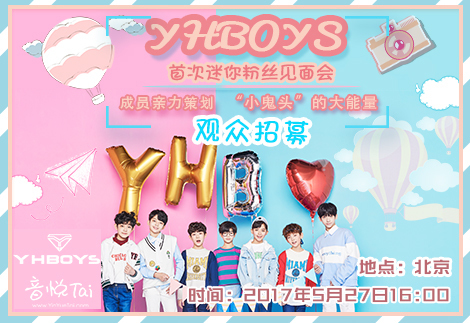 YHBOYS
首次迷你粉丝见面会
成员亲力策划 “小鬼头”的大能量
观众招募
YHB
YHBOYS
音悦Tai
地点：北京
时间：2017年5月27日16:00